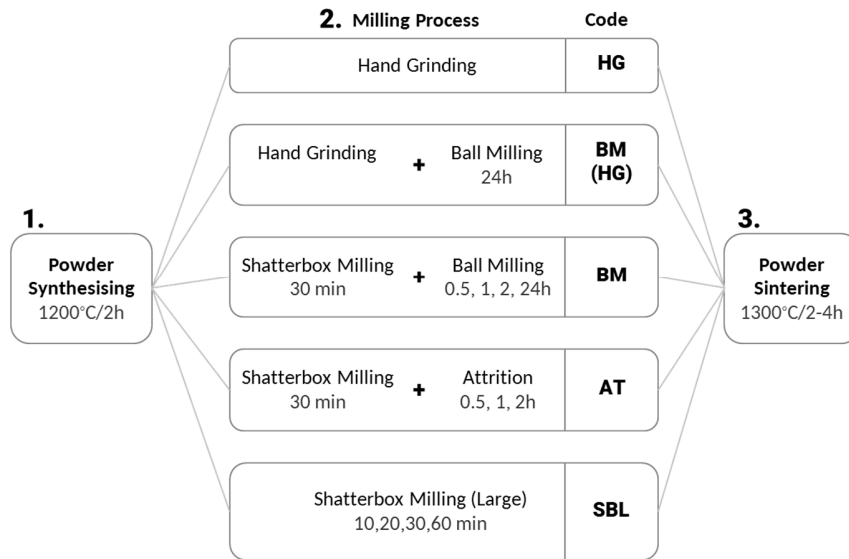 2. Milling Process Code
Hand Grinding HG
Hand Grinding + Ball Milling BM
24h (HG)
1.
Powder
Synthesising
1200°C/2h
Shatterbox Milling + Ball Milling BM
30 min 0.5, 1, 2, 24h
Shatterbox Milling + Attrition AT
30 min 0.5, 1, 2h
Shatterbox Milling (Large) SBL
10,20,30,60 min
3.
Powder
Sintering
1300°C/2-4h